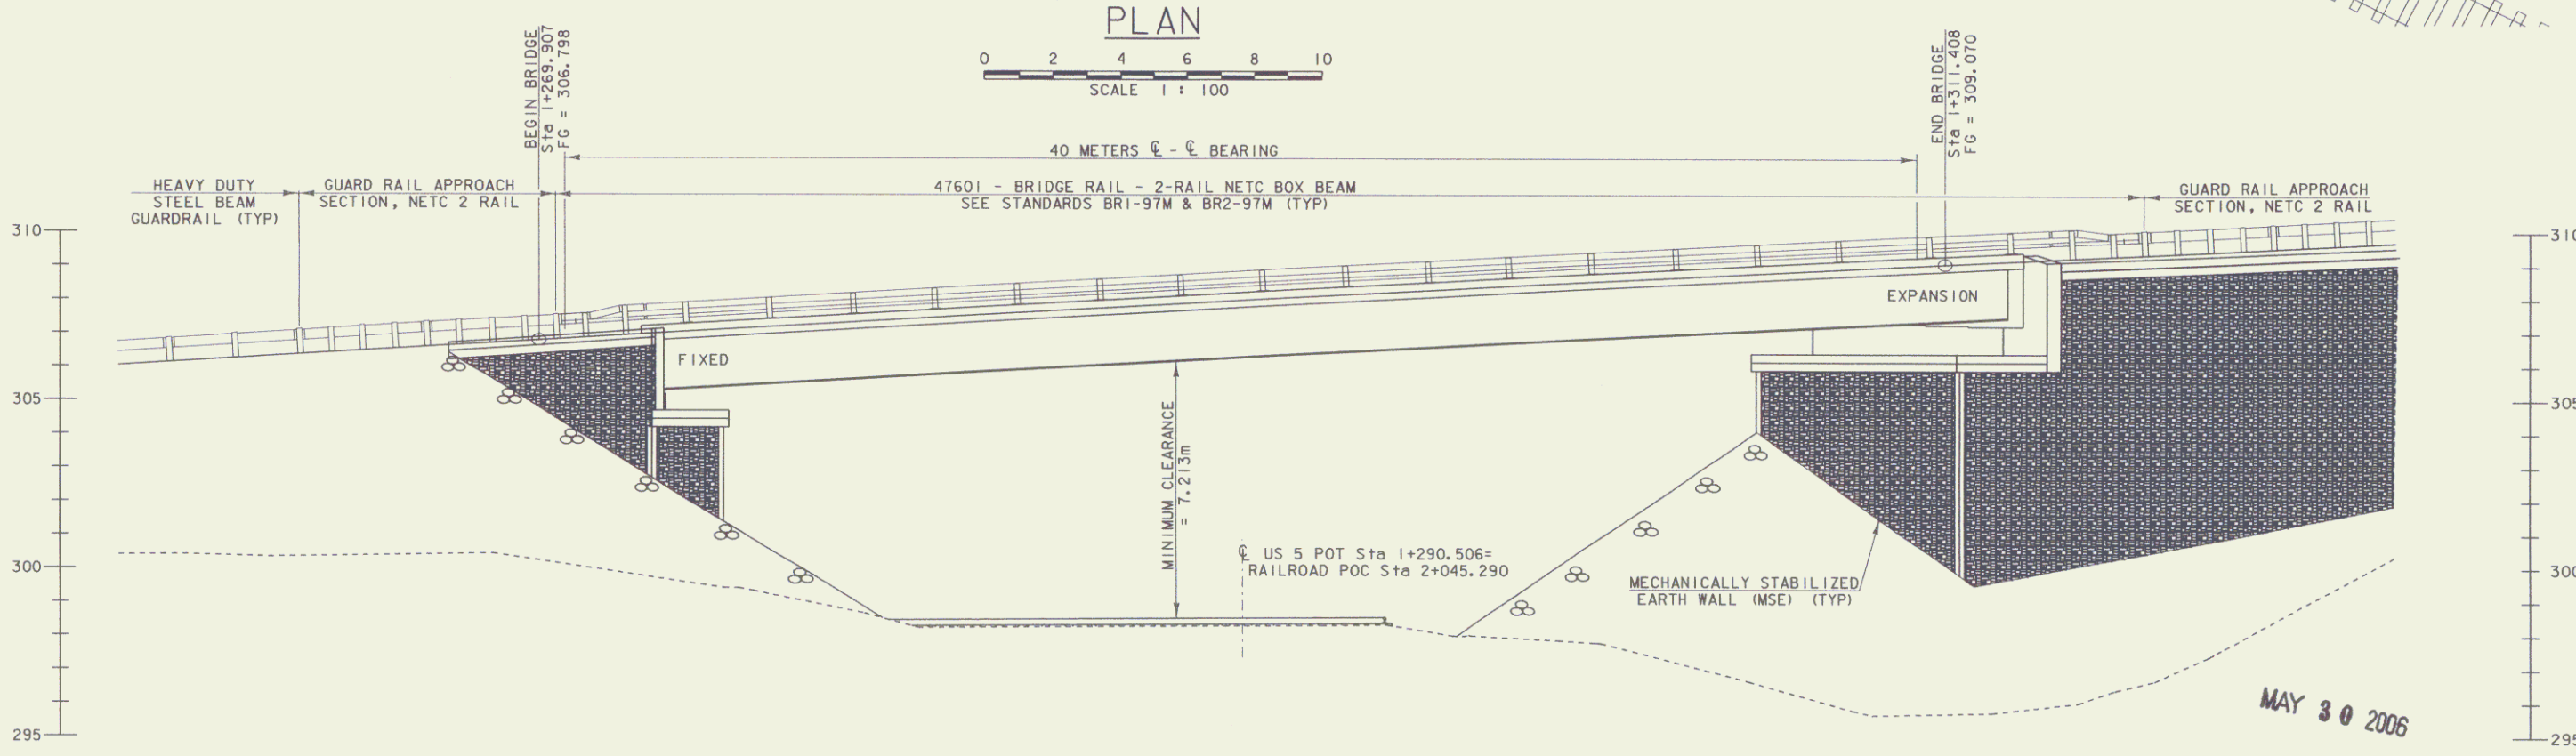 PLAN
0 2 4 6 8 10
SCALE 1 : 100
BEGIN BRIDGE
Sta 1+269.907
FG = 306.798
END BRIDGE
Sta 1+311.408
FG = 309.070
40 METERS ℄ - ℄ BEARING
HEAVY DUTY
STEEL BEAM
GUARDRAIL (TYP)
GUARD RAIL APPROACH
SECTION, NETC 2 RAIL
47601 - BRIDGE RAIL - 2-RAIL NETC BOX BEAM
SEE STANDARDS BR1-97M & BR2-97M (TYP)
GUARD RAIL APPROACH
SECTION, NETC 2 RAIL
310
305
300
295
FIXED
EXPANSION
MINIMUM CLEARANCE
= 7.213m
℄ US 5 POT Sta 1+290.506=
RAILROAD POC Sta 2+045.290
MECHANICALLY STABILIZED
EARTH WALL (MSE) (TYP)
310
305
300
295
MAY 30 2006